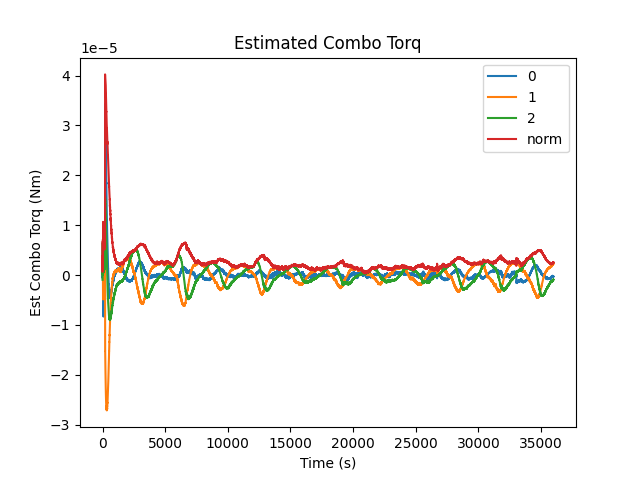 Estimated Combo Torq
1e−5
0
1
2
norm
4
3
2
1
0
−1
−2
−3
Est Combo Torq (Nm)
0 5000 10000 15000 20000 25000 30000 35000
Time (s)